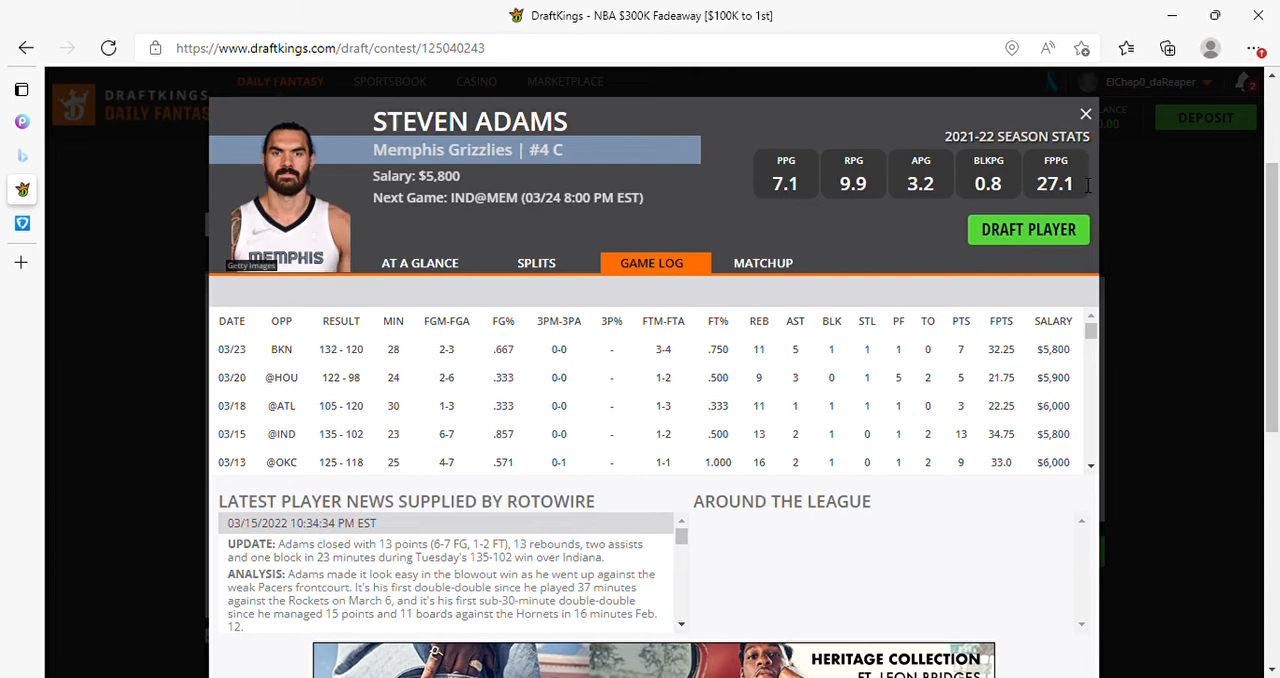 DraftKings - NBA $300K Fadeaway [$100K to 1st]
https://www.draftkings.com/draft/contest/125040243
DRAFTKINGS
DAILY FANTAS
DAILY FANTASY SPORTSBOOK CASINO MARKETPLACE
ElChap0_daReaper
2
DEPOSIT
STEVEN ADAMS
Memphis Grizzlies | #4 C
Salary: $5,800
Next Game: IND@MEM (03/24 8:00 PM EST)
2021-22 SEASON STATS
PPG RPG APG BLKPG FPPG
7.1 9.9 3.2 0.8 27.1
DRAFT PLAYER
MEMPHIS
Getty Images
AT A GLANCE SPLITS GAME LOG MATCHUP
DATE OPP RESULT MIN FGM-FGA FG% 3PM-3PA 3P% FTM-FTA FT% REB AST BLK STL PF TO PTS FPTS SALARY
03/23 BKN 132 - 120 28 2-3 .667 0-0 - 3-4 .750 11 5 1 1 1 0 7 32.25 $5,800
03/20 @HOU 122 - 98 24 2-6 .333 0-0 - 1-2 .500 9 3 0 1 5 2 5 21.75 $5,900
03/18 @ATL 105 - 120 30 1-3 .333 0-0 - 1-3 .333 11 1 1 1 1 0 3 22.25 $6,000
03/15 @IND 135 - 102 23 6-7 .857 0-0 - 1-2 .500 13 2 1 0 1 2 13 34.75 $5,800
03/13 @OKC 125 - 118 25 4-7 .571 0-1 - 1-1 1.000 16 2 1 0 1 2 9 33.0 $6,000
LATEST PLAYER NEWS SUPPLIED BY ROTOWIRE
03/15/2022 10:34:34 PM EST
UPDATE: Adams closed with 13 points (6-7 FG, 1-2 FT), 13 rebounds, two assists
and one block in 23 minutes during Tuesday's 135-102 win over Indiana.
ANALYSIS: Adams made it look easy in the blowout win as he went up against the
weak Pacers frontcourt. It's his first double-double since he played 37 minutes
against the Rockets on March 6, and it's his first sub-30-minute double-double
since he managed 15 points and 11 boards against the Hornets in 16 minutes Feb.
12.
AROUND THE LEAGUE
HERITAGE COLLECTION
FT. LEON BRIDGES